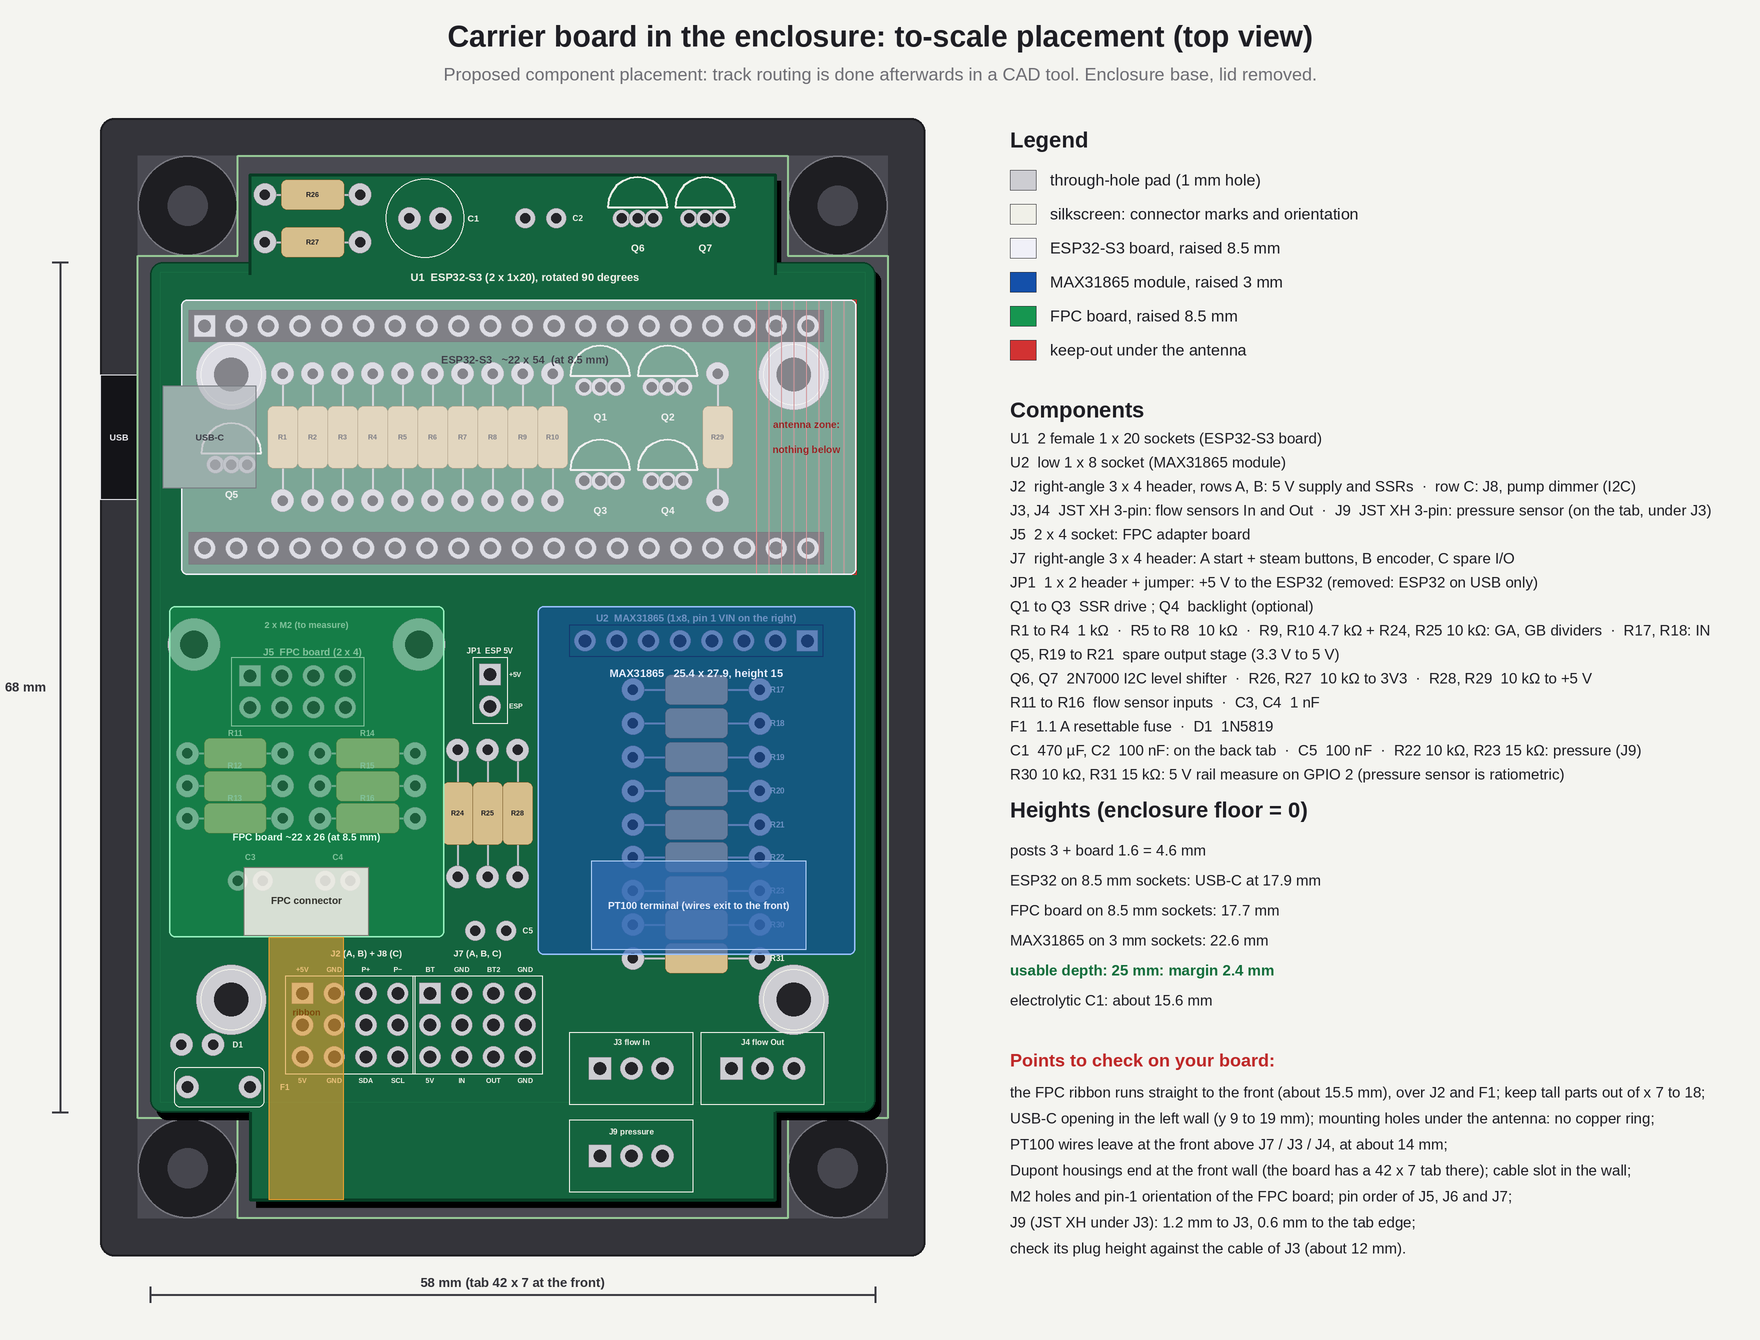 Carrier board in the enclosure: to-scale placement (top view)
Proposed component placement: track routing is done afterwards in a CAD tool. Enclosure base, lid removed.
R26
R27
C1
C2
Q6
Q7
U1 ESP32-S3 (2 x 1x20), rotated 90 degrees
ESP32-S3 ~22 x 54 (at 8.5 mm)
USB
USB-C
Q5
R1
R2
R3
R4
R5
R6
R7
R8
R9
R10
Q1
Q2
Q3
Q4
R29
antenna zone:
nothing below
68 mm
2 x M2 (to measure)
J5 FPC board (2 x 4)
R11
R14
R12
R15
R13
R16
FPC board ~22 x 26 (at 8.5 mm)
C3
C4
FPC connector
JP1 ESP 5V
+5V
ESP
R24
R25
R28
C5
U2 MAX31865 (1x8, pin 1 VIN on the right)
MAX31865 25.4 x 27.9, height 15
R17
R18
R19
R20
R21
R22
R23
PT100 terminal (wires exit to the front)
R30
R31
J2 (A, B) + J8 (C)
J7 (A, B, C)
+5V
GND
P+
P−
BT
GND
BT2
GND
ribbon
5V
GND
SDA
SCL
5V
IN
OUT
GND
D1
F1
J3 flow In
J4 flow Out
J9 pressure
58 mm (tab 42 x 7 at the front)
Legend
through-hole pad (1 mm hole)
silkscreen: connector marks and orientation
ESP32-S3 board, raised 8.5 mm
MAX31865 module, raised 3 mm
FPC board, raised 8.5 mm
keep-out under the antenna
Components
U1 2 female 1 x 20 sockets (ESP32-S3 board)
U2 low 1 x 8 socket (MAX31865 module)
J2 right-angle 3 x 4 header, rows A, B: 5 V supply and SSRs · row C: J8, pump dimmer (I2C)
J3, J4 JST XH 3-pin: flow sensors In and Out · J9 JST XH 3-pin: pressure sensor (on the tab, under J3)
J5 2 x 4 socket: FPC adapter board
J7 right-angle 3 x 4 header: A start + steam buttons, B encoder, C spare I/O
JP1 1 x 2 header + jumper: +5 V to the ESP32 (removed: ESP32 on USB only)
Q1 to Q3 SSR drive ; Q4 backlight (optional)
R1 to R4 1 kΩ · R5 to R8 10 kΩ · R9, R10 4.7 kΩ + R24, R25 10 kΩ: GA, GB dividers · R17, R18: IN
Q5, R19 to R21 spare output stage (3.3 V to 5 V)
Q6, Q7 2N7000 I2C level shifter · R26, R27 10 kΩ to 3V3 · R28, R29 10 kΩ to +5 V
R11 to R16 flow sensor inputs · C3, C4 1 nF
F1 1.1 A resettable fuse · D1 1N5819
C1 470 µF, C2 100 nF: on the back tab · C5 100 nF · R22 10 kΩ, R23 15 kΩ: pressure (J9)
R30 10 kΩ, R31 15 kΩ: 5 V rail measure on GPIO 2 (pressure sensor is ratiometric)
Heights (enclosure floor = 0)
posts 3 + board 1.6 = 4.6 mm
ESP32 on 8.5 mm sockets: USB-C at 17.9 mm
FPC board on 8.5 mm sockets: 17.7 mm
MAX31865 on 3 mm sockets: 22.6 mm
usable depth: 25 mm: margin 2.4 mm
electrolytic C1: about 15.6 mm
Points to check on your board:
the FPC ribbon runs straight to the front (about 15.5 mm), over J2 and F1; keep tall parts out of x 7 to 18;
USB-C opening in the left wall (y 9 to 19 mm); mounting holes under the antenna: no copper ring;
PT100 wires leave at the front above J7 / J3 / J4, at about 14 mm;
Dupont housings end at the front wall (the board has a 42 x 7 tab there); cable slot in the wall;
M2 holes and pin-1 orientation of the FPC board; pin order of J5, J6 and J7;
J9 (JST XH under J3): 1.2 mm to J3, 0.6 mm to the tab edge;
check its plug height against the cable of J3 (about 12 mm).